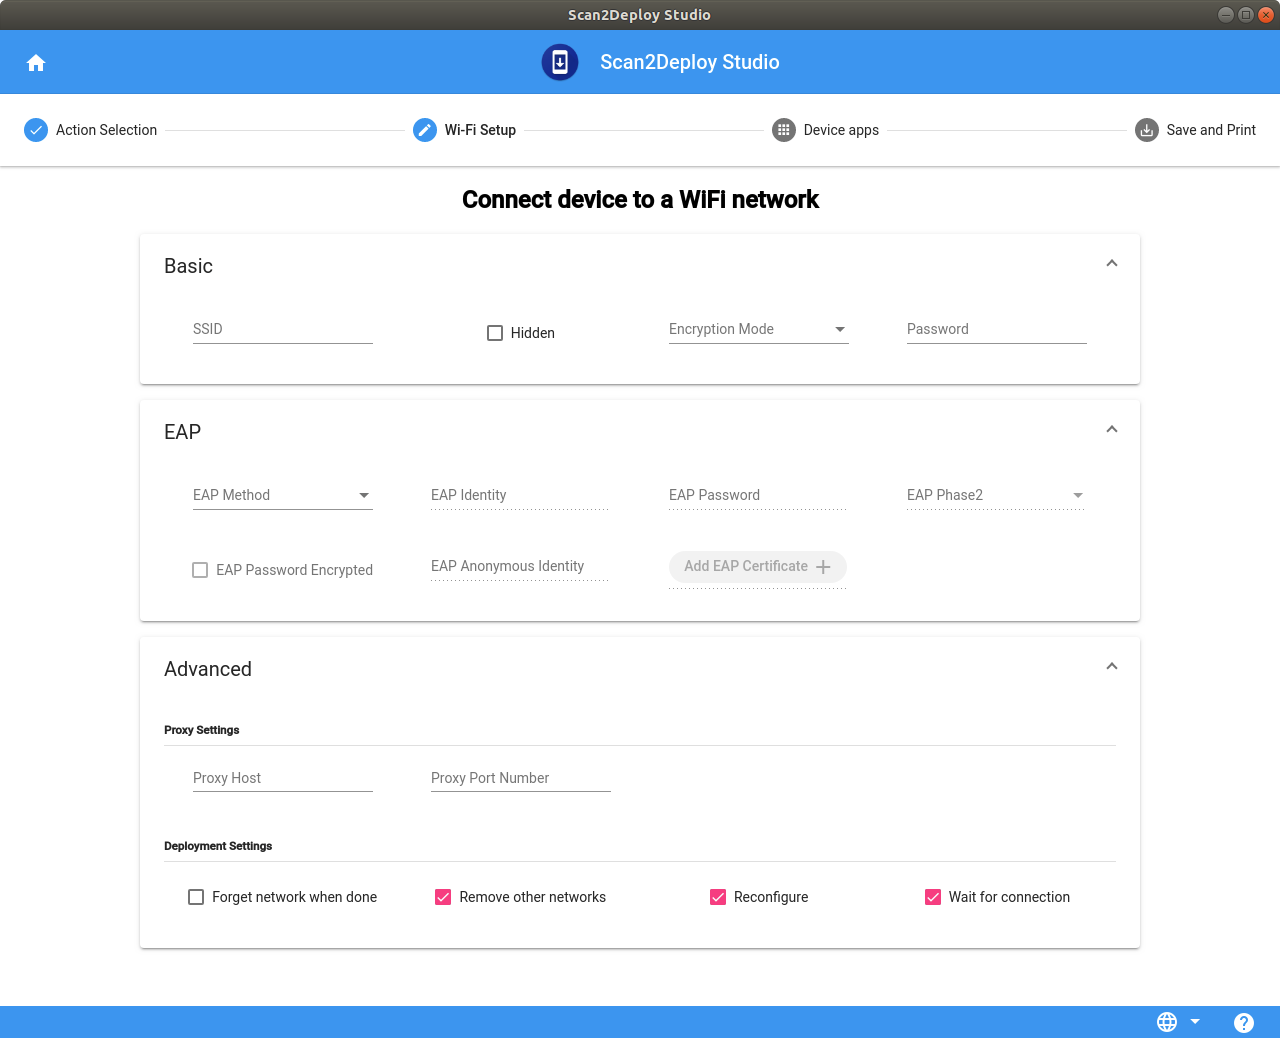 Scan2Deploy Studio
Scan2Deploy Studio
Action Selection
Wi-Fi Setup
Device apps
Save and Print
Connect device to a WiFi network
Basic
SSID
Hidden
Encryption Mode
Password
EAP
EAP Method
EAP Identity
EAP Password
EAP Phase2
EAP Password Encrypted
EAP Anonymous Identity
Add EAP Certificate
Advanced
Proxy Settings
Proxy Host
Proxy Port Number
Deployment Settings
Forget network when done
Remove other networks
Reconfigure
Wait for connection